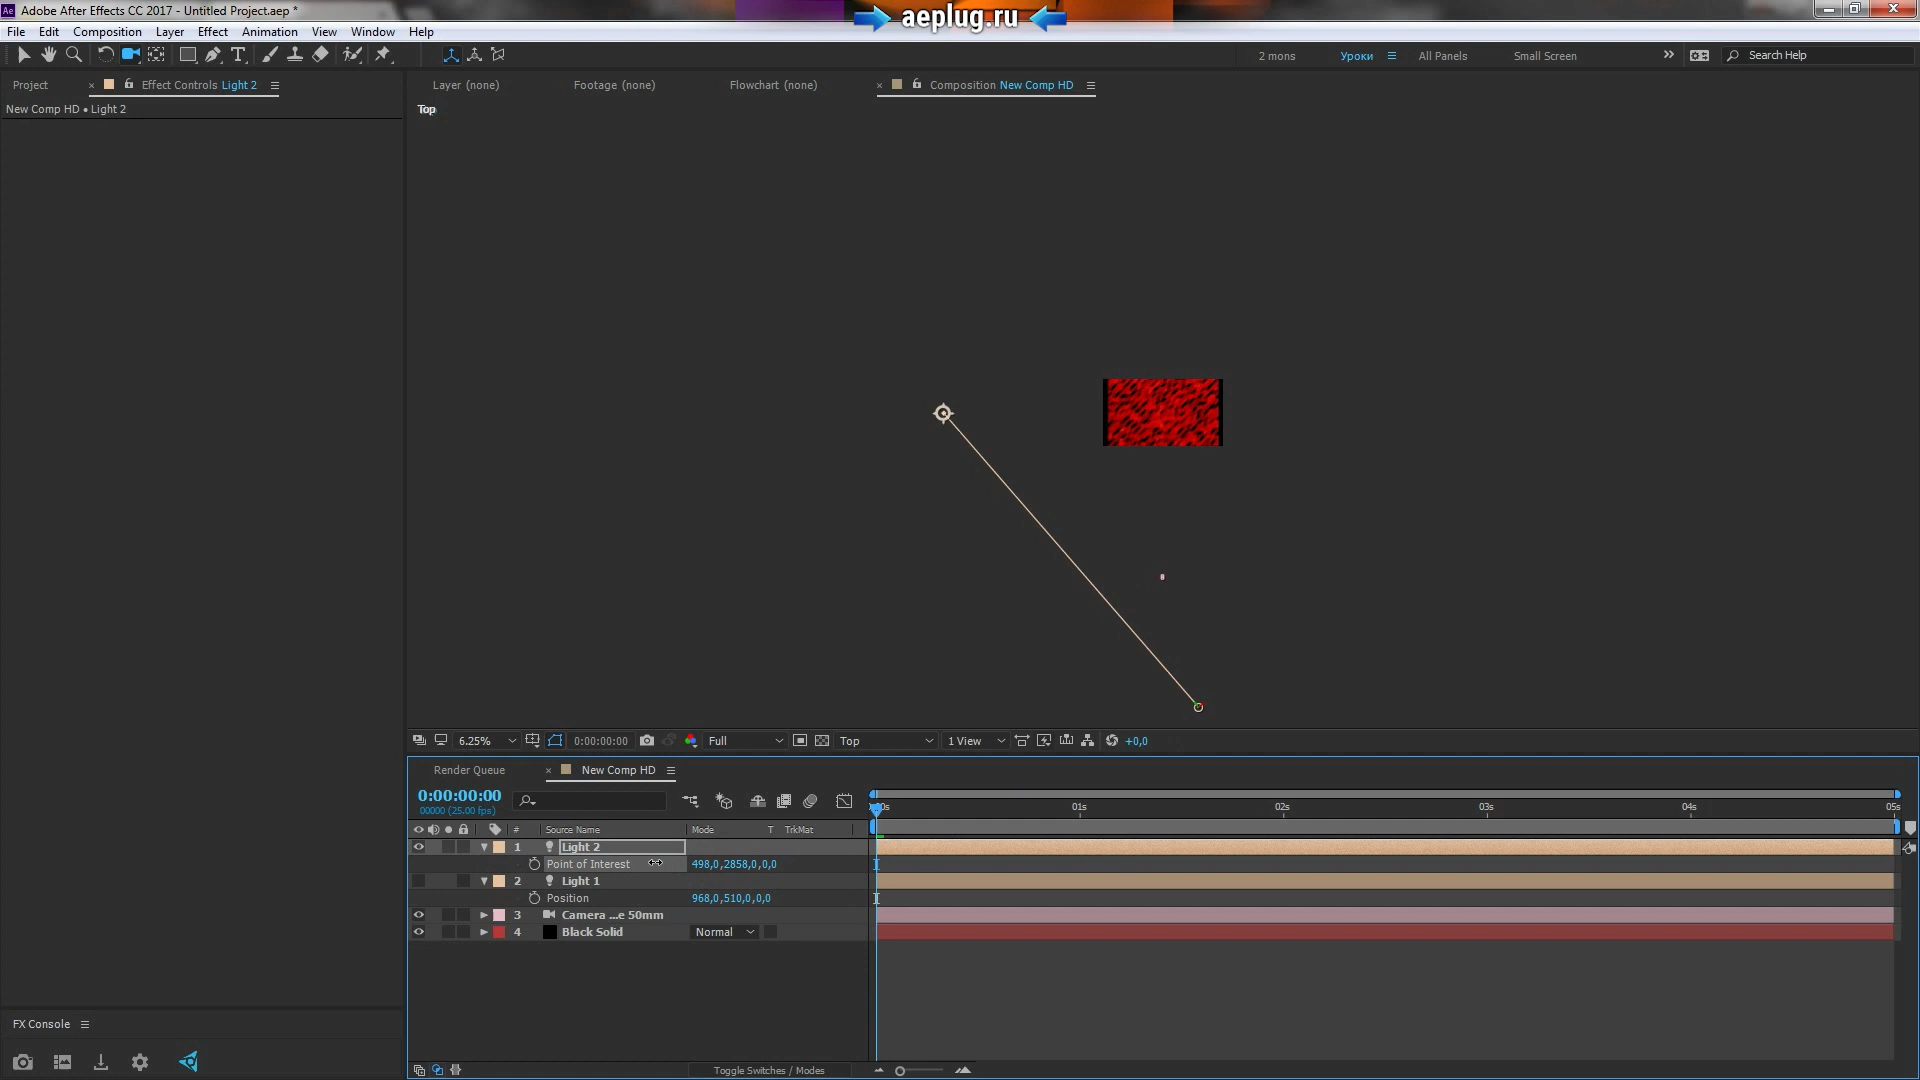 Ae Adobe After Effects CC 2017 - Untitled Project.aep *
aeplug.ru
File Edit Composition Layer Effect Animation View Window Help
2 mons Уроки All Panels Small Screen Search Help
Project Effect Controls Light 2 Layer (none) Footage (none) Flowchart (none) Composition New Comp HD
New Comp HD • Light 2
Top
6.25% 0:00:00:00 Full Top 1 View +0,0
Render Queue New Comp HD
0:00:00:00
00000 (25.00 fps)
01s 02s 03s 04s 05s
# Source Name Mode T TrkMat
1 Light 2
Point of Interest 498,0,2858,0,0,0
2 Light 1
Position 968,0,510,0,0,0
3 Camera ...e 50mm
4 Black Solid Normal
FX Console
Toggle Switches / Modes